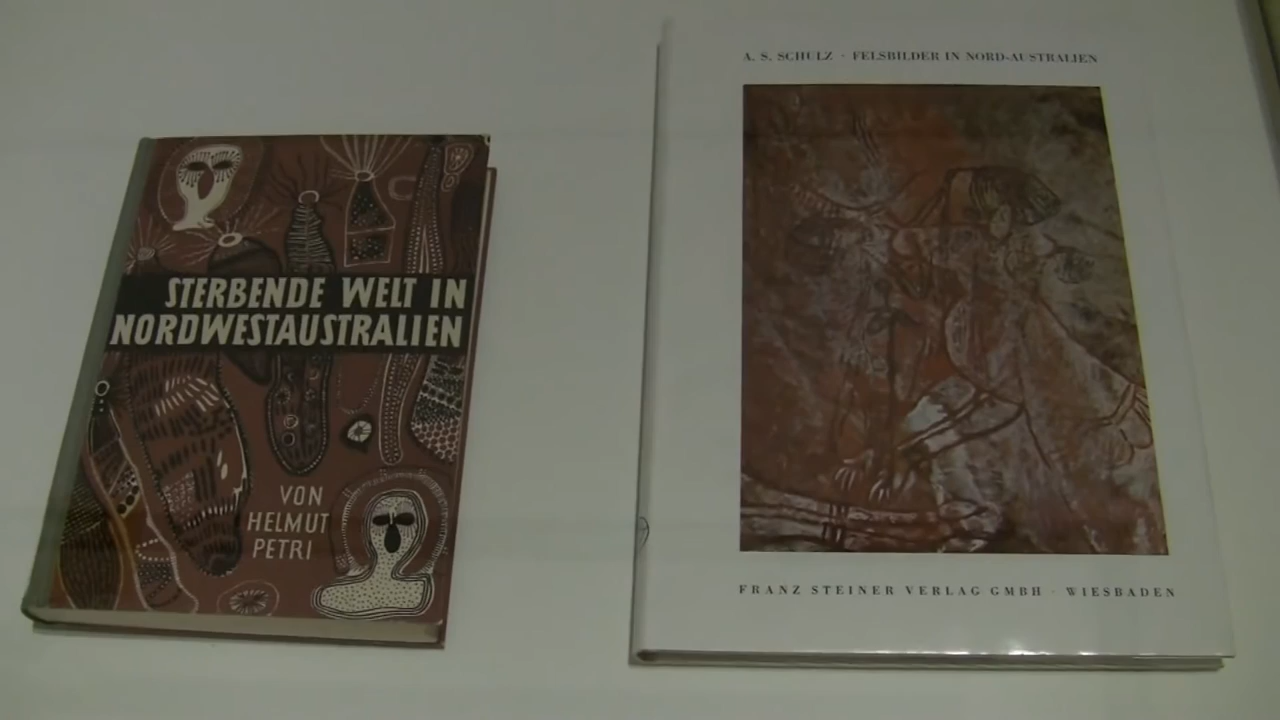 STERBENDE WELT IN
NORDWESTAUSTRALIEN
VON
HELMUT
PETRI
A. S. SCHULZ · FELSBILDER IN NORD-AUSTRALIEN
FRANZ STEINER VERLAG GMBH · WIESBADEN